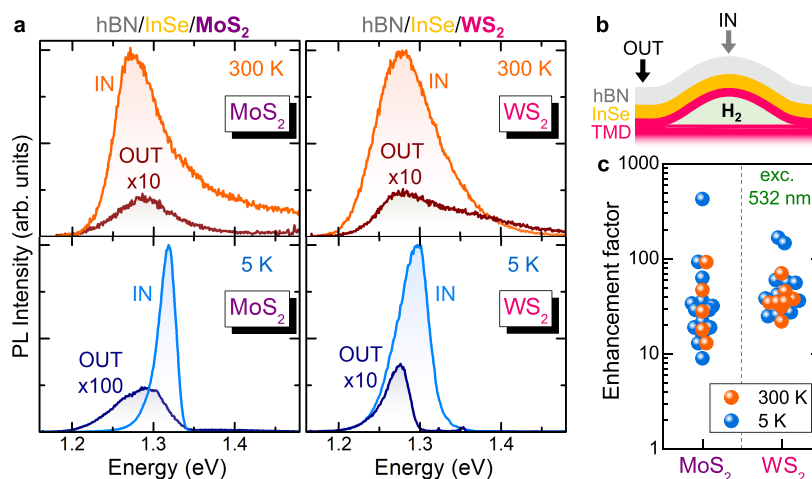 a
hBN/InSe/MoS₂
hBN/InSe/WS₂
PL Intensity (arb. units)
IN
300 K
MoS₂
OUT
x10
IN
300 K
WS₂
OUT
x10
5 K
IN
MoS₂
OUT
x100
5 K
IN
WS₂
OUT
x10
1.2 1.3 1.4
1.2 1.3 1.4
Energy (eV)
Energy (eV)
b
IN
OUT
hBN
InSe
TMD
H₂
c
Enhancement factor
1000
100
10
1
exc.
532 nm
300 K
5 K
MoS₂
WS₂